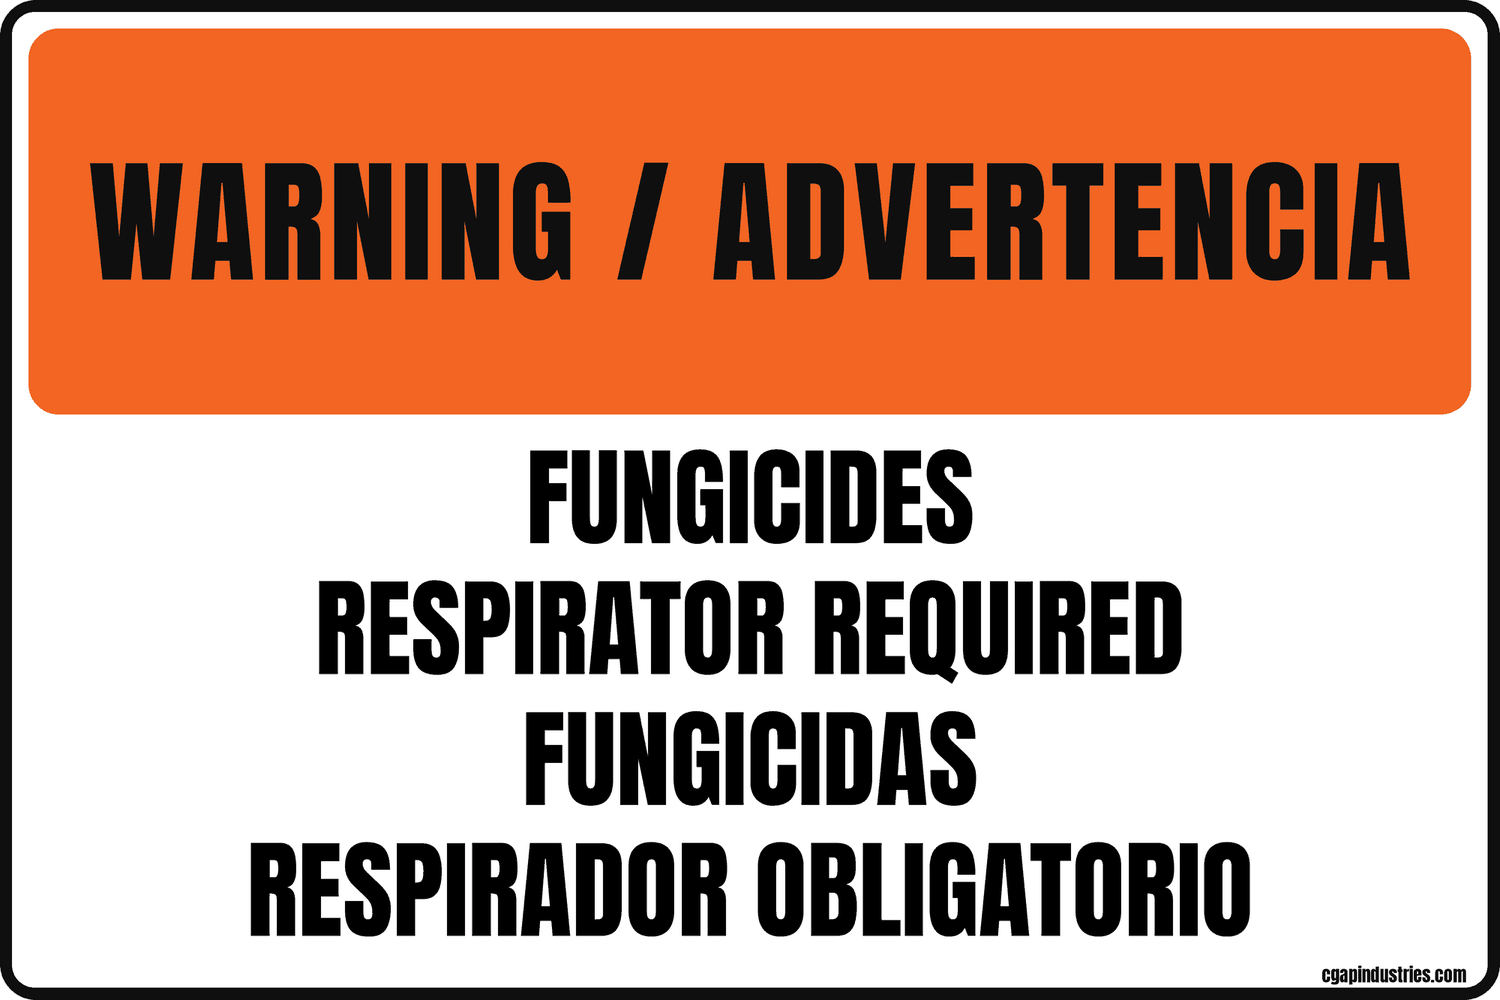 WARNING / ADVERTENCIA
FUNGICIDES
RESPIRATOR REQUIRED
FUNGICIDAS
RESPIRADOR OBLIGATORIO
cgapindustries.com